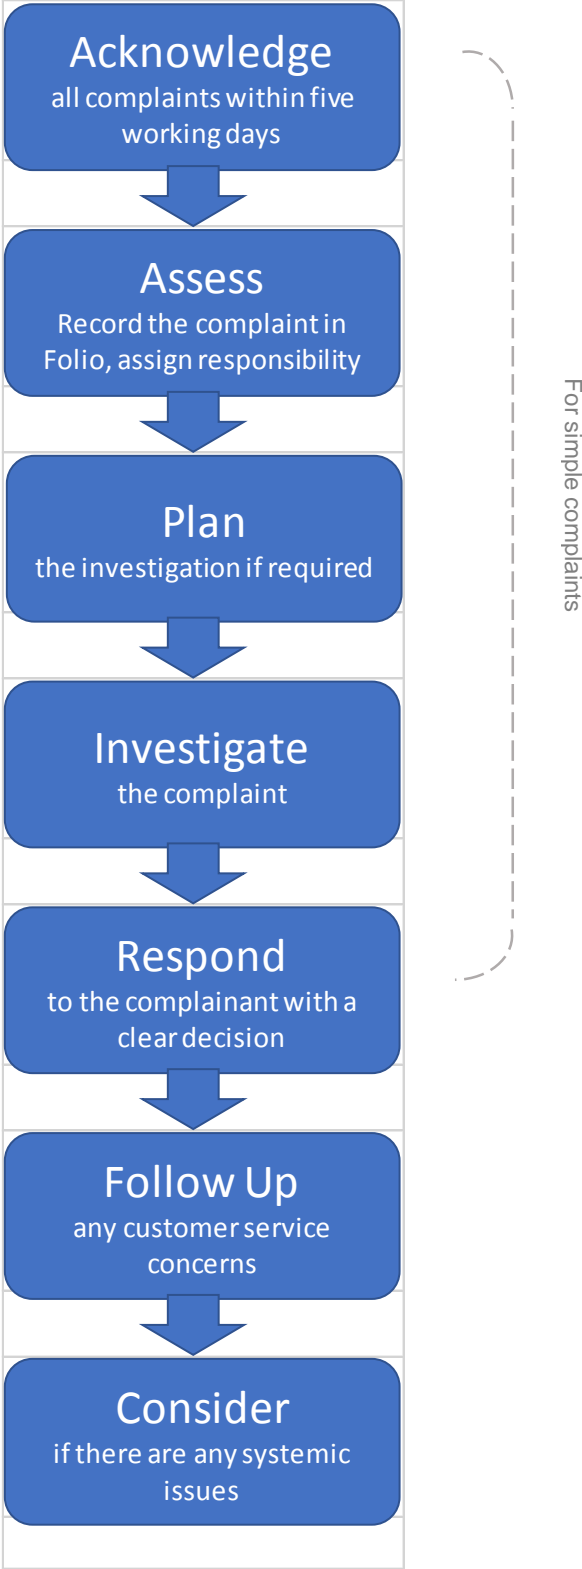 Acknowledge
all complaints within five
working days
Assess
Record the complaint in
Folio, assign responsibility
Plan
the investigation if required
Investigate
the complaint
Respond
to the complainant with a
clear decision
Follow Up
any customer service
concerns
Consider
if there are any systemic
issues
For simple complaints